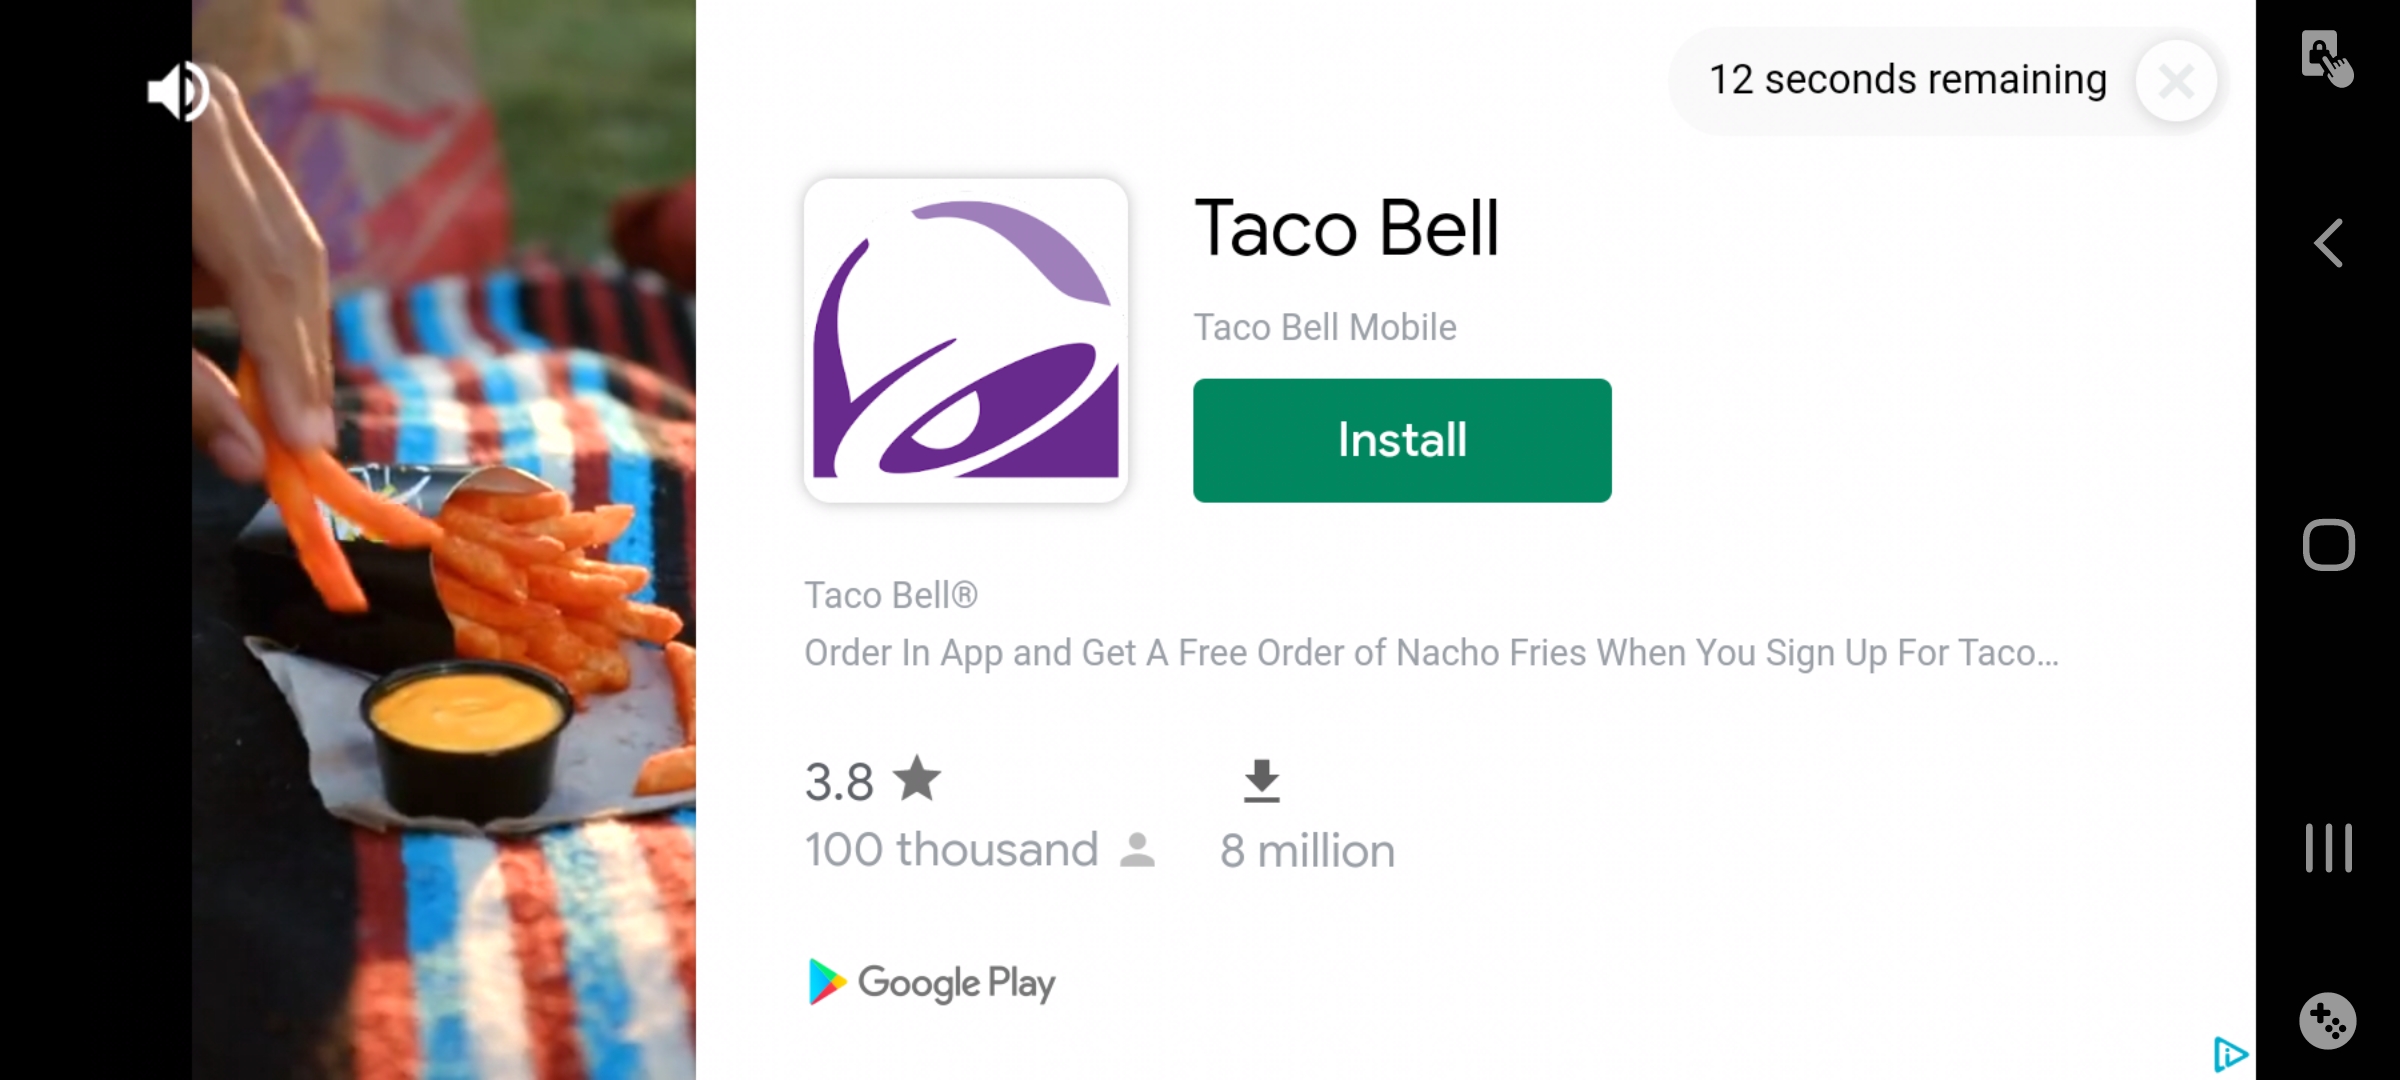 12 seconds remaining
Taco Bell
Taco Bell Mobile
Install
Taco Bell®
Order In App and Get A Free Order of Nacho Fries When You Sign Up For Taco...
3.8
100 thousand
8 million
Google Play